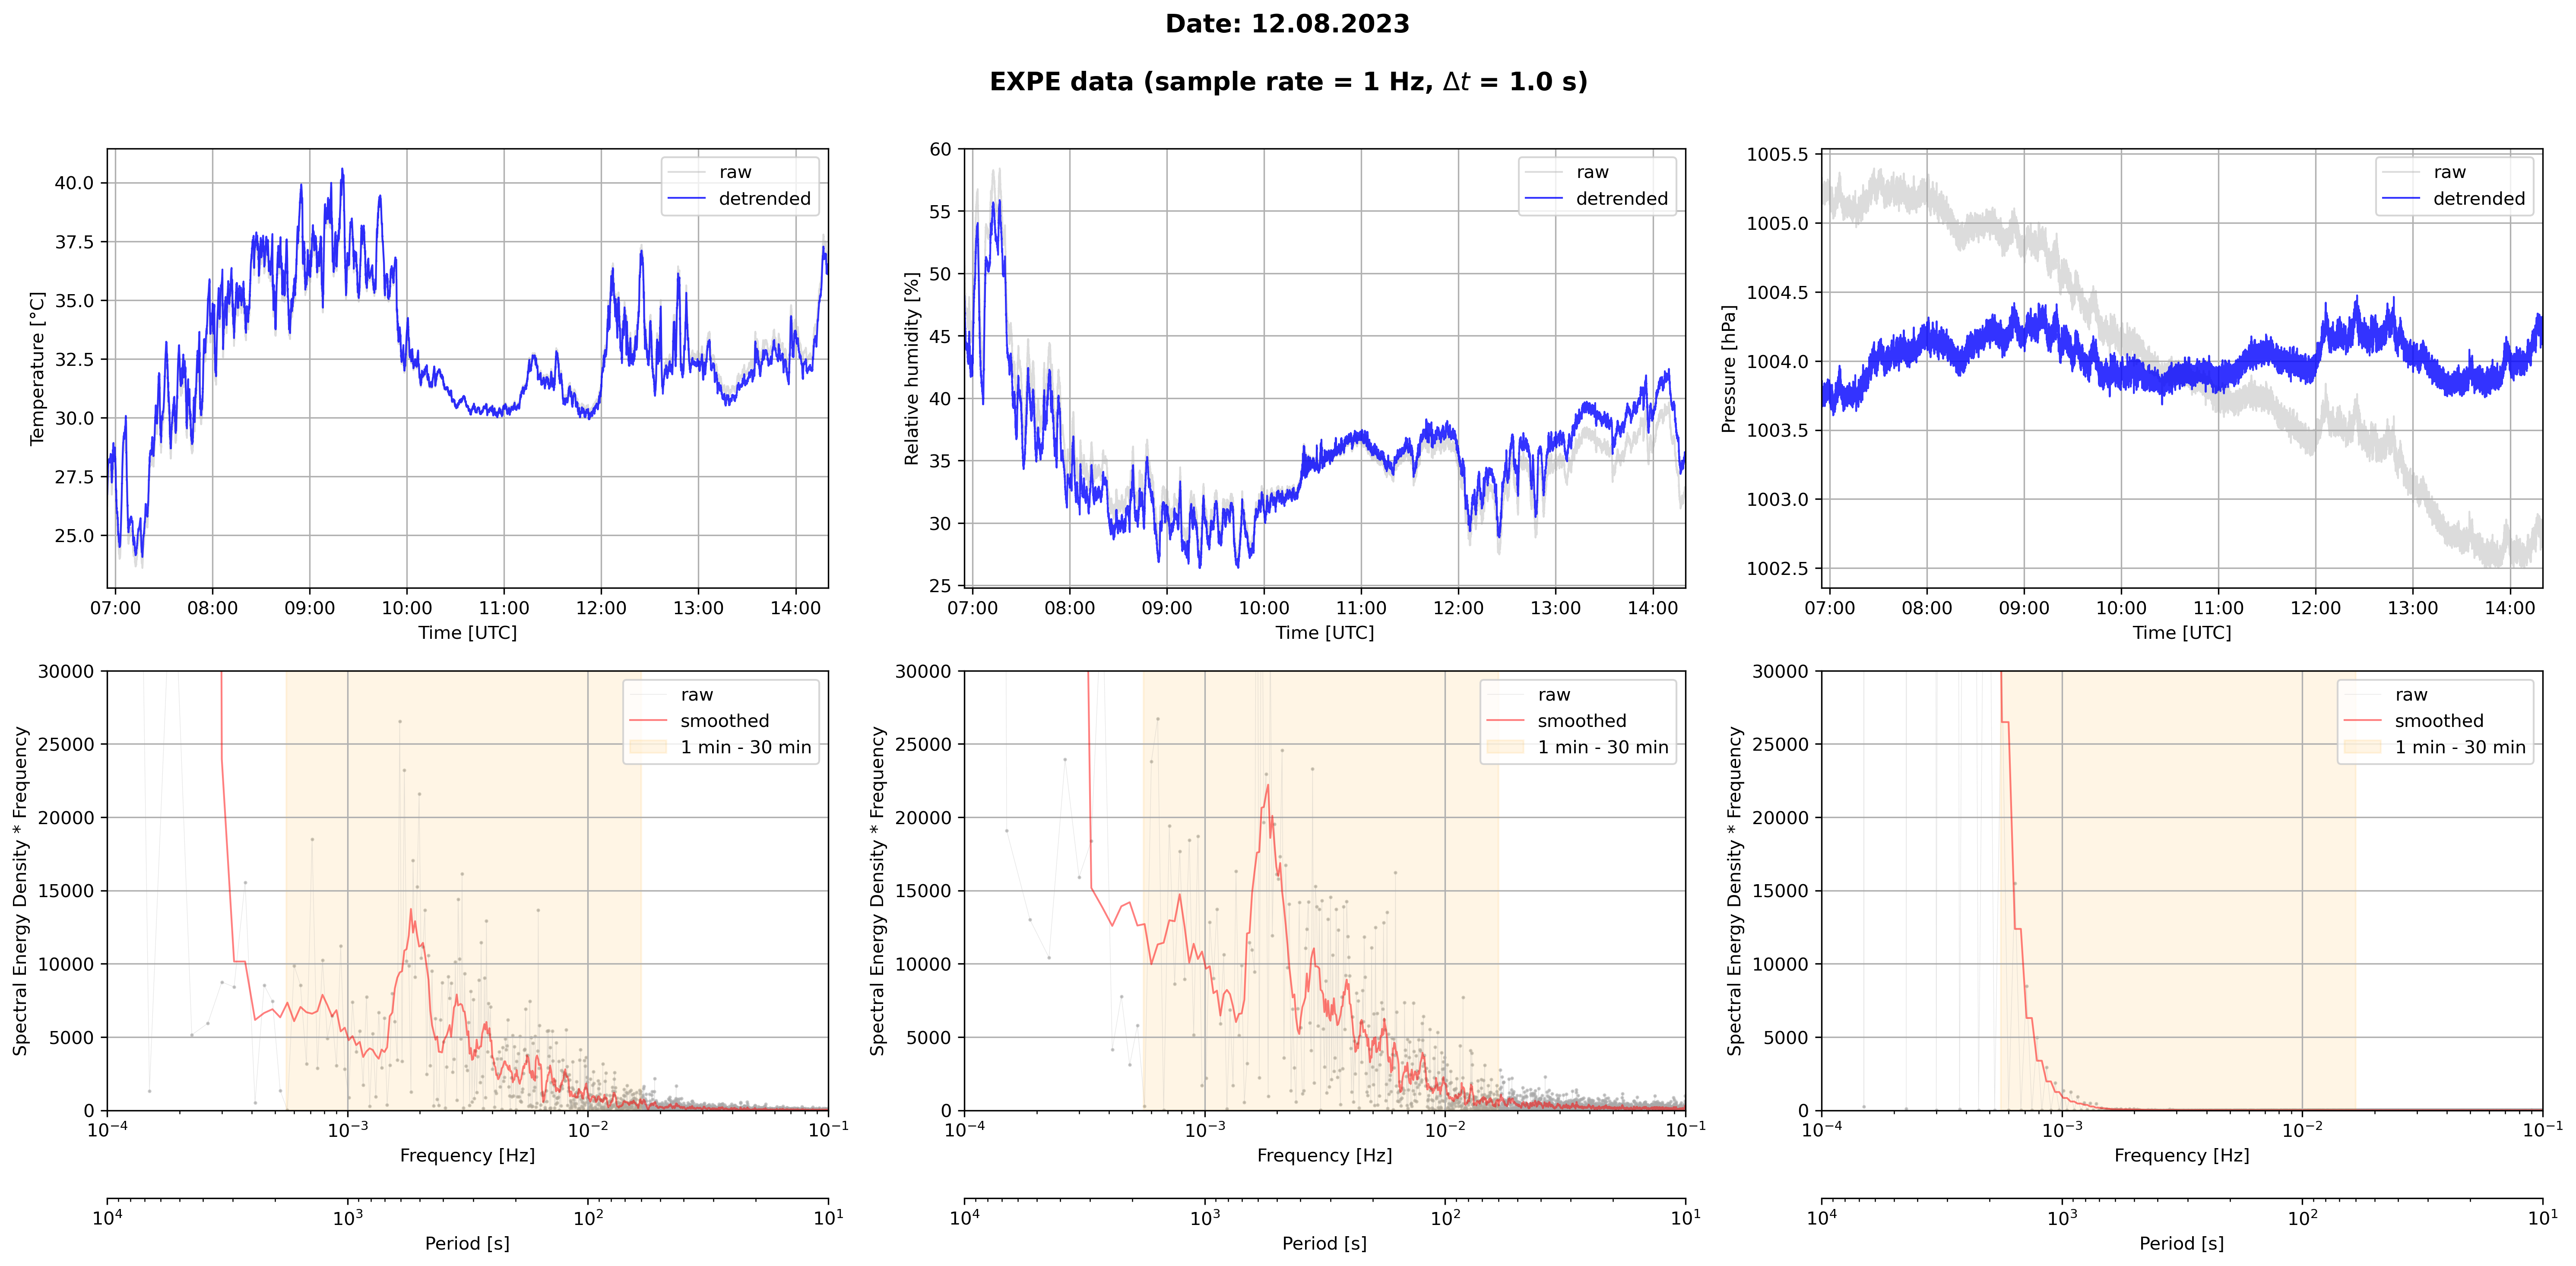 Date: 12.08.2023
EXPE data (sample rate = 1 Hz, Δt = 1.0 s)
Temperature [°C]
40.0
37.5
35.0
32.5
30.0
27.5
25.0
raw
detrended
07:00 08:00 09:00 10:00 11:00 12:00 13:00 14:00
Time [UTC]
Relative humidity [%]
60
55
50
45
40
35
30
25
raw
detrended
07:00 08:00 09:00 10:00 11:00 12:00 13:00 14:00
Time [UTC]
Pressure [hPa]
1005.5
1005.0
1004.5
1004.0
1003.5
1003.0
1002.5
raw
detrended
07:00 08:00 09:00 10:00 11:00 12:00 13:00 14:00
Time [UTC]
Spectral Energy Density * Frequency
30000
25000
20000
15000
10000
5000
0
raw
smoothed
1 min - 30 min
10⁻⁴ 10⁻³ 10⁻² 10⁻¹
Frequency [Hz]
10⁴ 10³ 10² 10¹
Period [s]
Spectral Energy Density * Frequency
30000
25000
20000
15000
10000
5000
0
raw
smoothed
1 min - 30 min
10⁻⁴ 10⁻³ 10⁻² 10⁻¹
Frequency [Hz]
10⁴ 10³ 10² 10¹
Period [s]
Spectral Energy Density * Frequency
30000
25000
20000
15000
10000
5000
0
raw
smoothed
1 min - 30 min
10⁻⁴ 10⁻³ 10⁻² 10⁻¹
Frequency [Hz]
10⁴ 10³ 10² 10¹
Period [s]